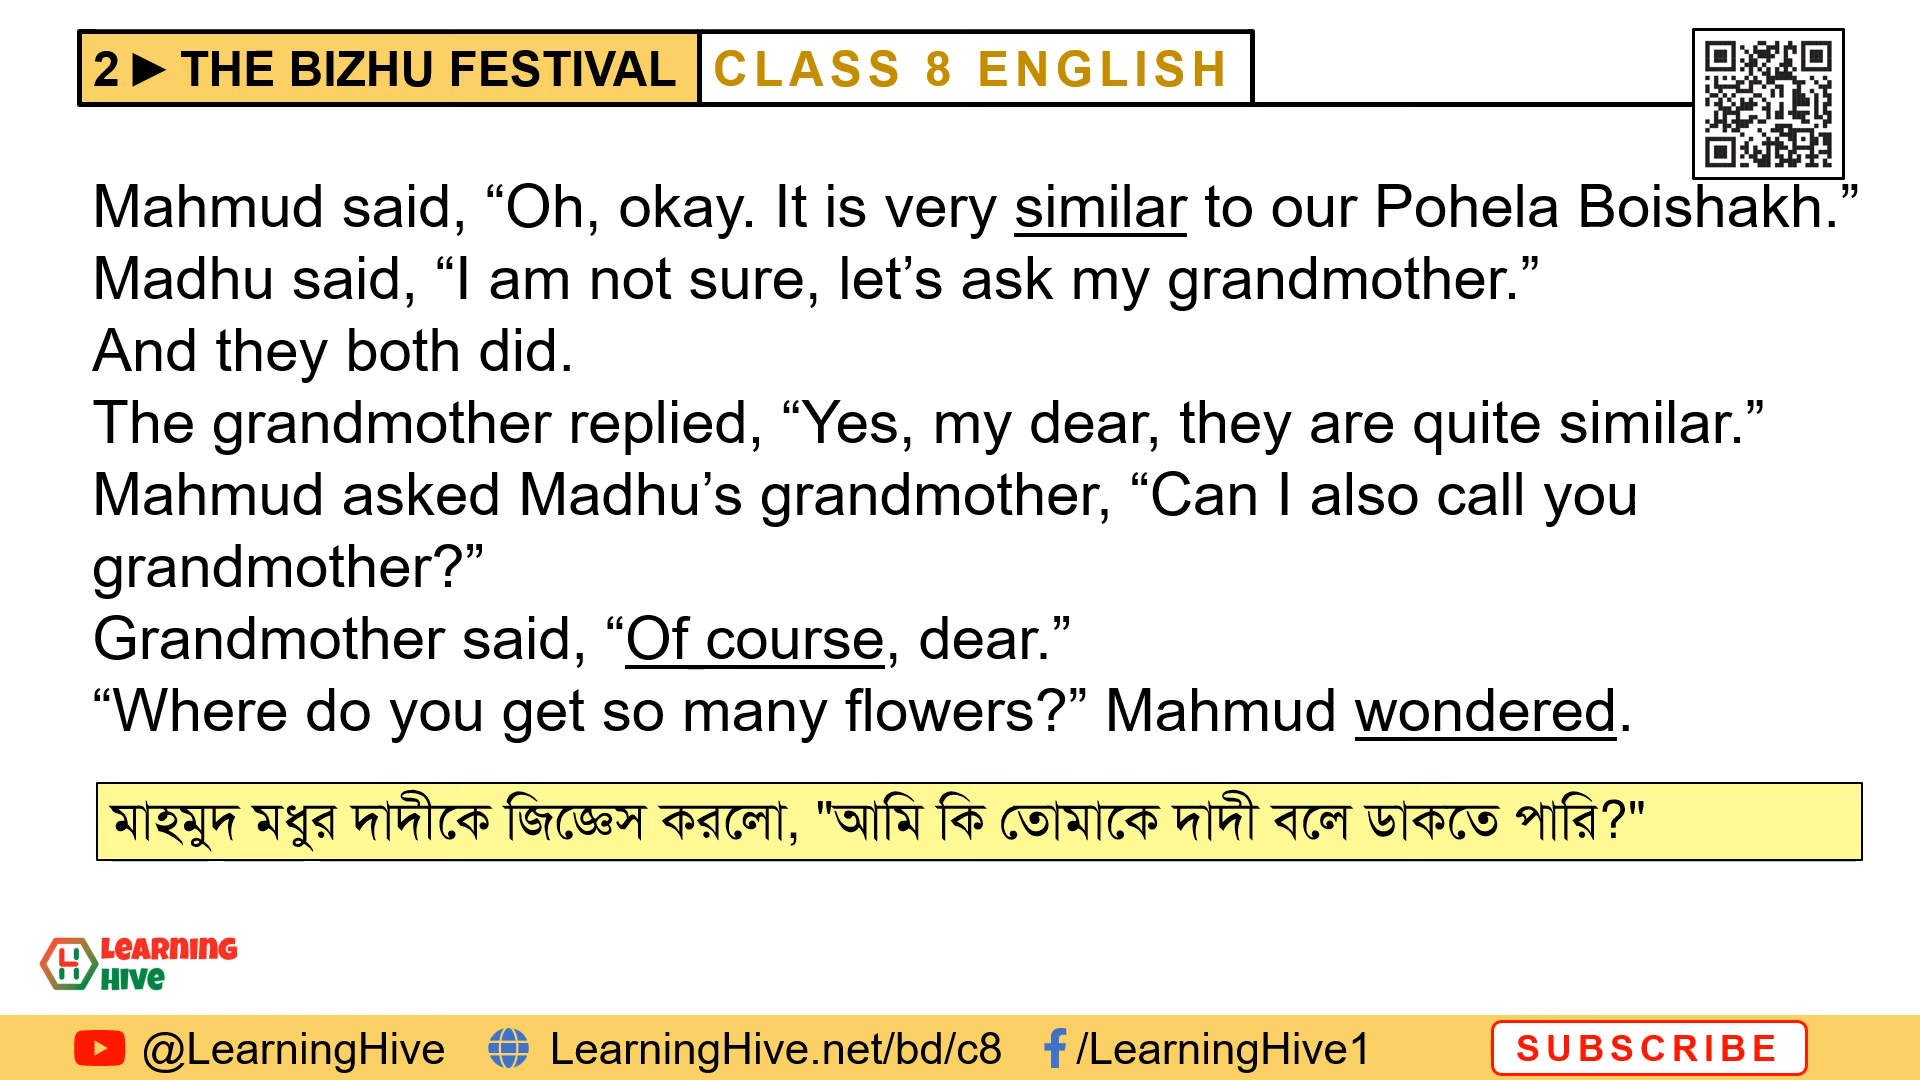 2 ► THE BIZHU FESTIVAL CLASS 8 ENGLISH
Mahmud said, “Oh, okay. It is very similar to our Pohela Boishakh.”
Madhu said, “I am not sure, let’s ask my grandmother.”
And they both did.
The grandmother replied, “Yes, my dear, they are quite similar.”
Mahmud asked Madhu’s grandmother, “Can I also call you
grandmother?”
Grandmother said, “Of course, dear.”
“Where do you get so many flowers?” Mahmud wondered.
মাহমুদ মধুর দাদীকে জিজ্ঞেস করলো, "আমি কি তোমাকে দাদী বলে ডাকতে পারি?"
LEARNING
HIVE
@LearningHive LearningHive.net/bd/c8 /LearningHive1 SUBSCRIBE